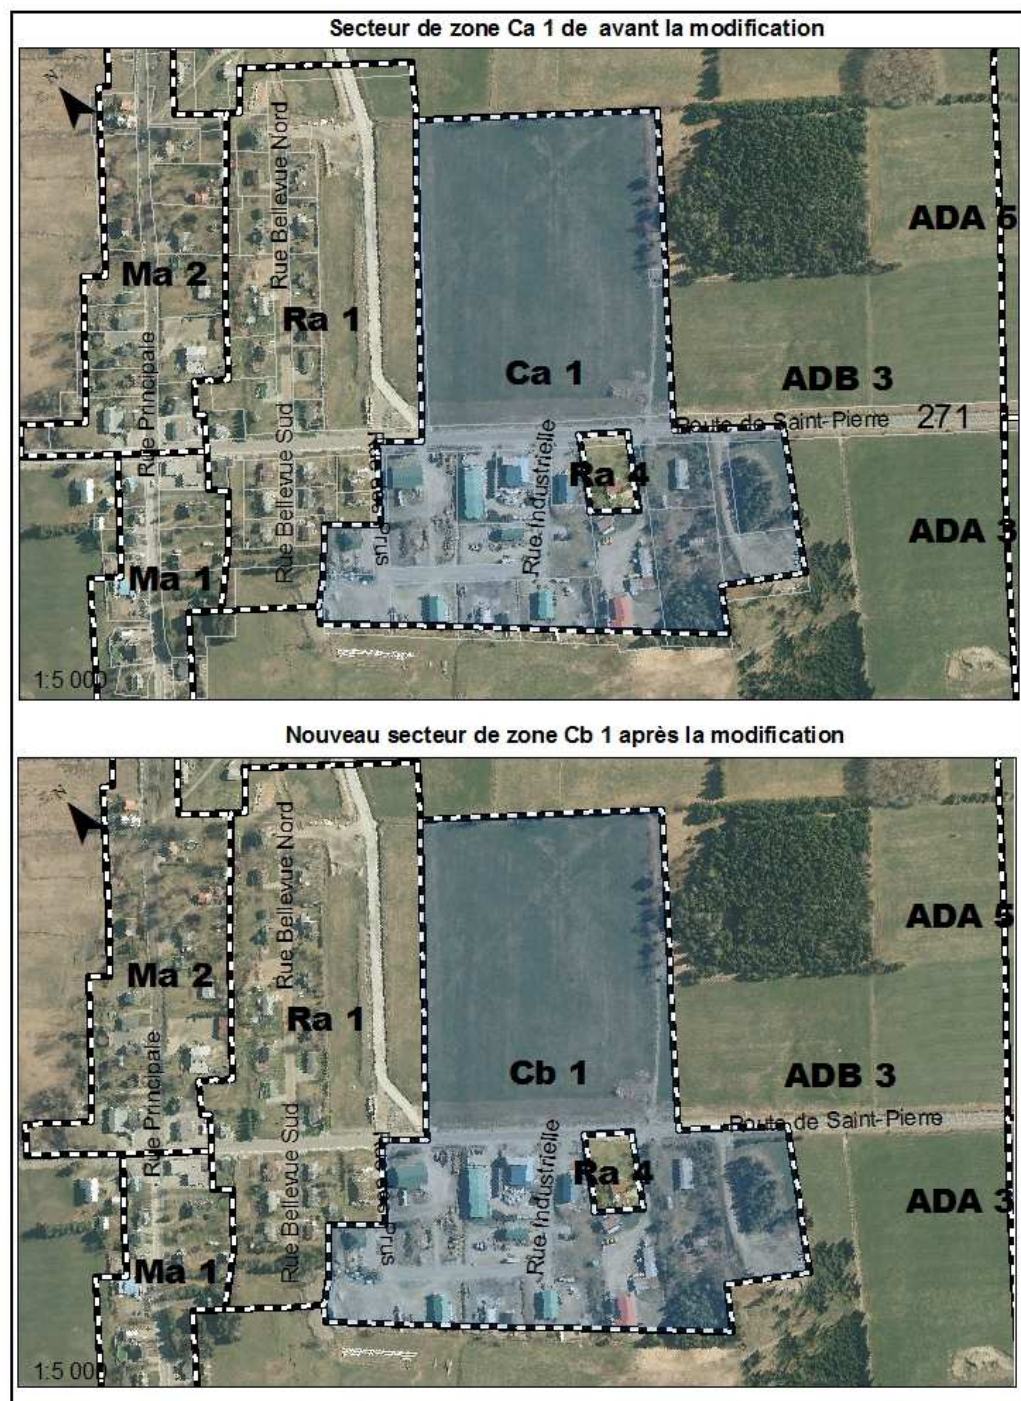 Secteur de zone Ca 1 de avant la modification
N
Rue Bellevue Nord
ADA 5
Ma 2
Ra 1
Ca 1
ADB 3
Rue Principale
Route de Saint-Pierre
271
Rue Bellevue Sud
Rue Industrielle
Ra 4
ADA 3
Ma 1
1:5 000
Nouveau secteur de zone Cb 1 après la modification
N
Rue Bellevue Nord
ADA 5
Ma 2
Ra 1
Cb 1
ADB 3
Rue Principale
Route de Saint-Pierre
Rue Bellevue Sud
Rue Industrielle
Ra 4
ADA 3
Ma 1
1:5 000